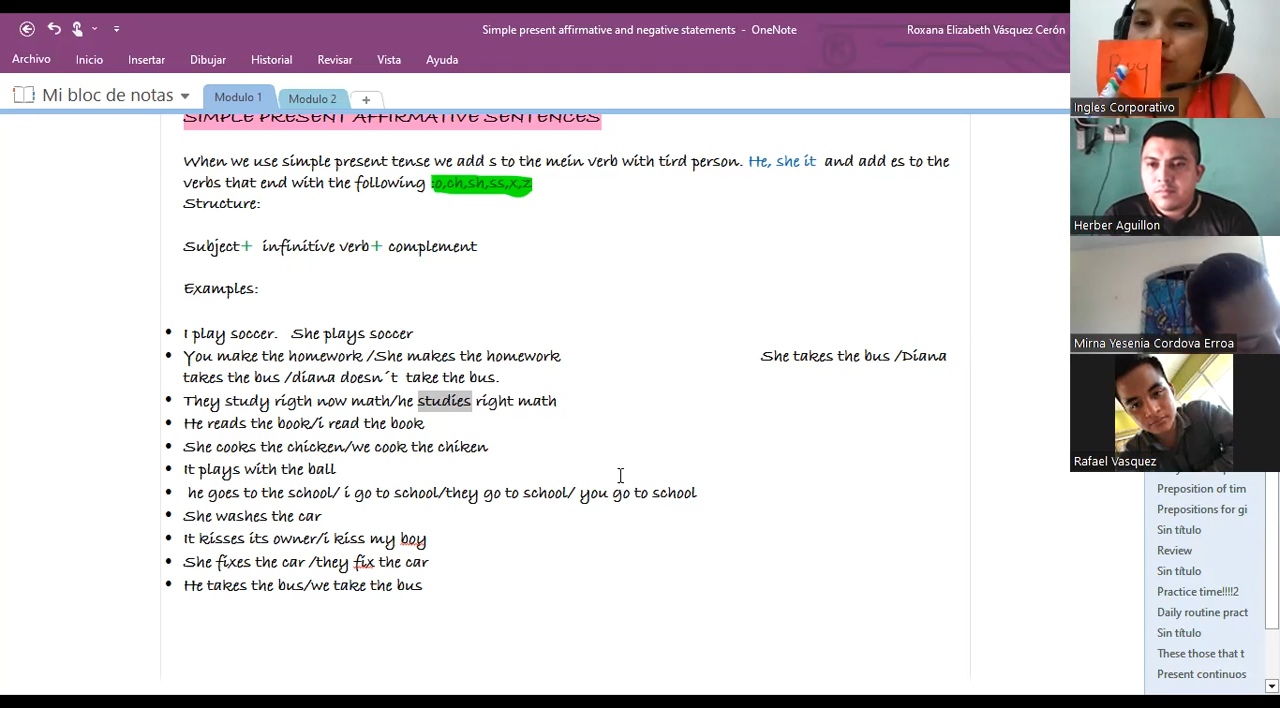 Simple present affirmative and negative statements - OneNote
Roxana Elizabeth Vásquez Cerón
Archivo Inicio Insertar Dibujar Historial Revisar Vista Ayuda
Mi bloc de notas Modulo 1 Modulo 2
SIMPLE PRESENT AFFIRMATIVE SENTENCES
When we use simple present tense we add s to the mein verb with tird person. He, she it and add es to the
verbs that end with the following :o,ch,sh,ss,x,z
Structure:
Subject+ infinitive verb+ complement
Examples:
• I play soccer. She plays soccer
• You make the homework /She makes the homework She takes the bus /Diana
takes the bus /diana doesn´t take the bus.
• They study rigth now math/he studies right math
• He reads the book/i read the book
• She cooks the chicken/we cook the chiken
• It plays with the ball
• he goes to the school/ i go to school/they go to school/ you go to school
• She washes the car
• It kisses its owner/i kiss my boy
• She fixes the car /they fix the car
• He takes the bus/we take the bus
Buy
Ingles Corporativo
Herber Aguillon
Mirna Yesenia Cordova Erroa
Rafael Vasquez
Preposition of tim
Prepositions for gi
Sin título
Review
Sin título
Practice time!!!!2
Daily routine pract
Sin título
These those that t
Present continuos